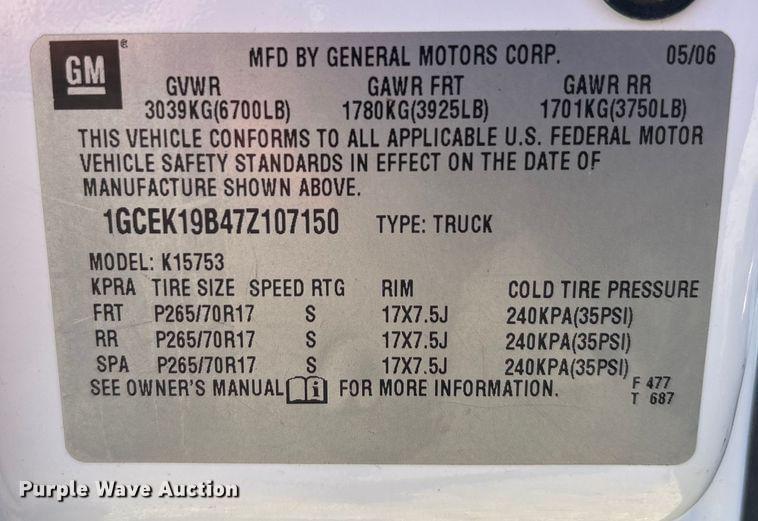 GM ®
MFD BY GENERAL MOTORS CORP. 05/06
GVWR GAWR FRT GAWR RR
3039KG(6700LB) 1780KG(3925LB) 1701KG(3750LB)
THIS VEHICLE CONFORMS TO ALL APPLICABLE U.S. FEDERAL MOTOR
VEHICLE SAFETY STANDARDS IN EFFECT ON THE DATE OF
MANUFACTURE SHOWN ABOVE.
1GCEK19B47Z107150 TYPE: TRUCK
MODEL: K15753
KPRA TIRE SIZE SPEED RTG RIM COLD TIRE PRESSURE
FRT P265/70R17 S 17X7.5J 240KPA(35PSI)
RR P265/70R17 S 17X7.5J 240KPA(35PSI)
SPA P265/70R17 S 17X7.5J 240KPA(35PSI)
SEE OWNER'S MANUAL i FOR MORE INFORMATION. F 477
T 687
Purple Wave Auction